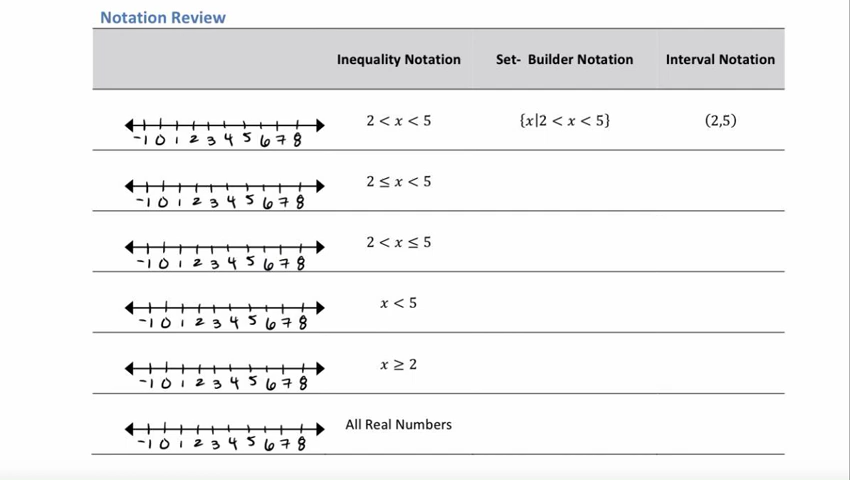 Notation Review
Inequality Notation Set- Builder Notation Interval Notation
2 < x < 5 {x|2 < x < 5} (2,5)
-1 0 1 2 3 4 5 6 7 8
2 ≤ x < 5
-1 0 1 2 3 4 5 6 7 8
2 < x ≤ 5
-1 0 1 2 3 4 5 6 7 8
x < 5
-1 0 1 2 3 4 5 6 7 8
x ≥ 2
-1 0 1 2 3 4 5 6 7 8
All Real Numbers
-1 0 1 2 3 4 5 6 7 8